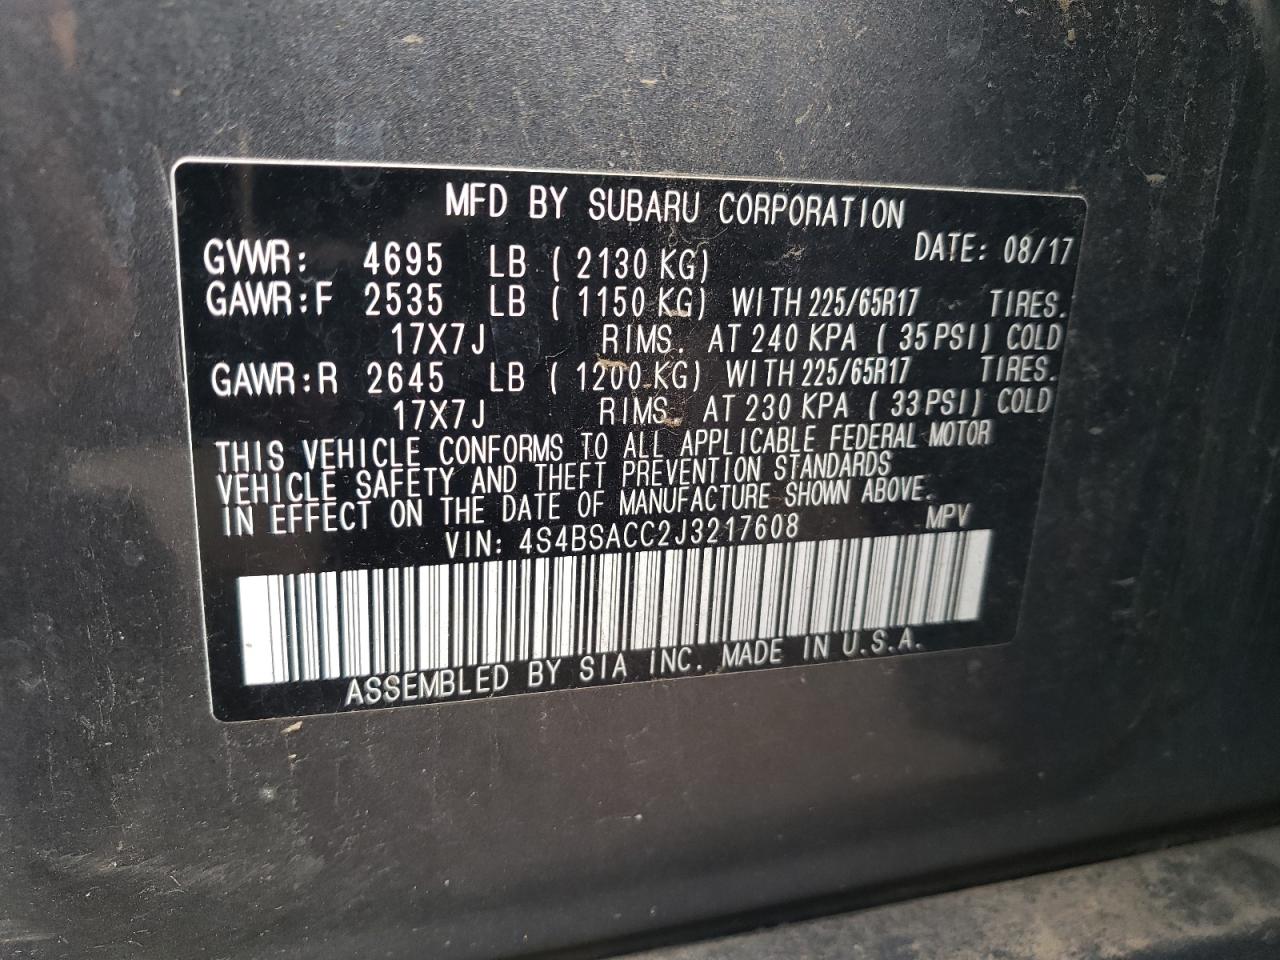 MFD BY SUBARU CORPORATION
DATE: 08/17
GVWR: 4695 LB ( 2130 KG)
GAWR:F 2535 LB ( 1150 KG) WITH 225/65R17 TIRES.
17X7J RIMS. AT 240 KPA ( 35 PSI) COLD
GAWR:R 2645 LB ( 1200 KG) WITH 225/65R17 TIRES.
17X7J RIMS. AT 230 KPA ( 33 PSI) COLD
THIS VEHICLE CONFORMS TO ALL APPLICABLE FEDERAL MOTOR
VEHICLE SAFETY AND THEFT PREVENTION STANDARDS
IN EFFECT ON THE DATE OF MANUFACTURE SHOWN ABOVE.
VIN: 4S4BSACC2J3217608 MPV
ASSEMBLED BY SIA INC. MADE IN U.S.A.